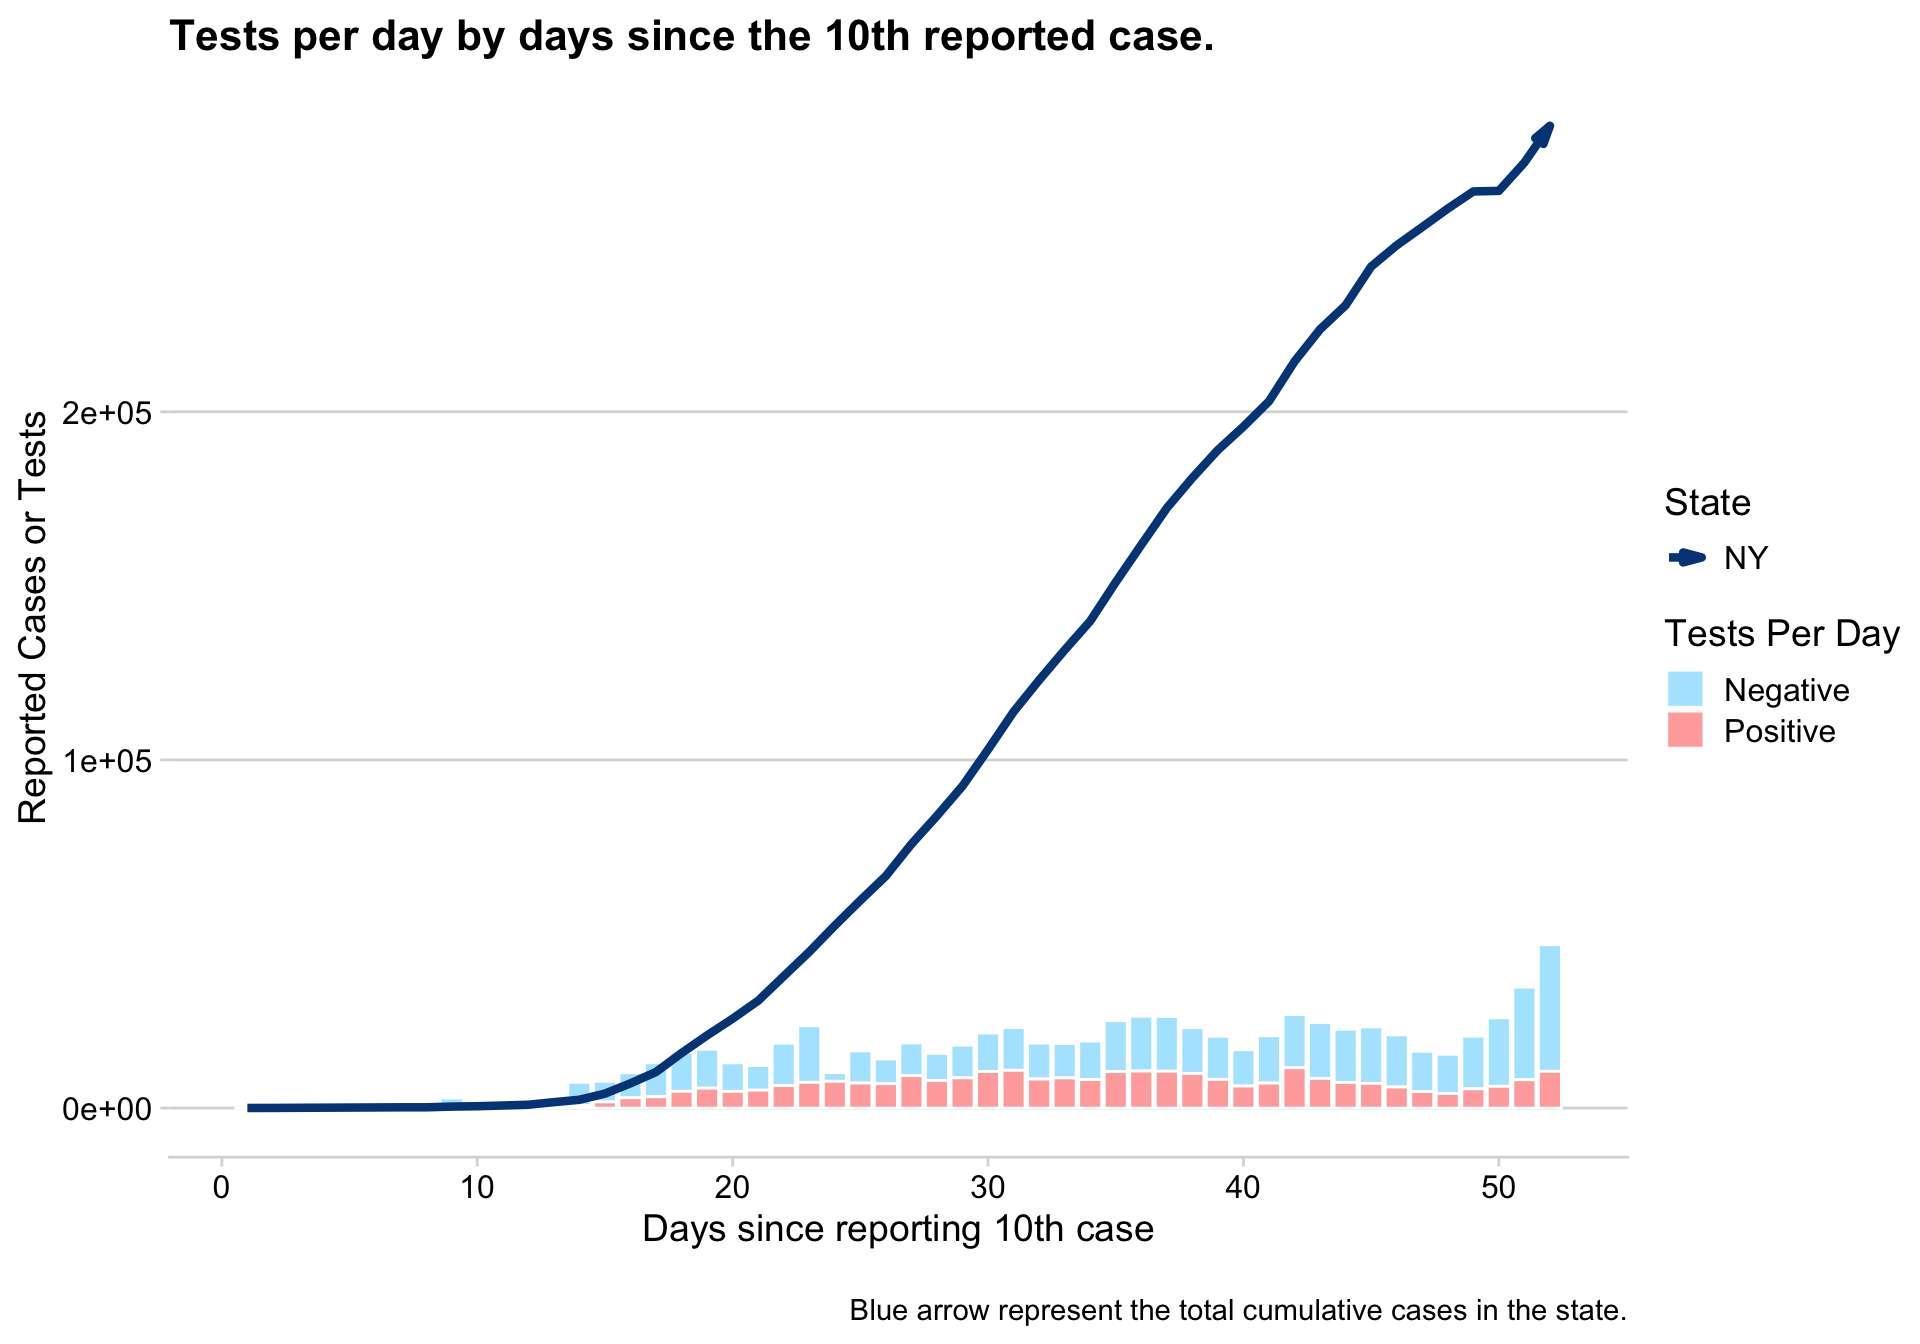 Tests per day by days since the 10th reported case.
Reported Cases or Tests
2e+05
1e+05
0e+00
0 10 20 30 40 50
Days since reporting 10th case
State
NY
Tests Per Day
Negative
Positive
Blue arrow represent the total cumulative cases in the state.